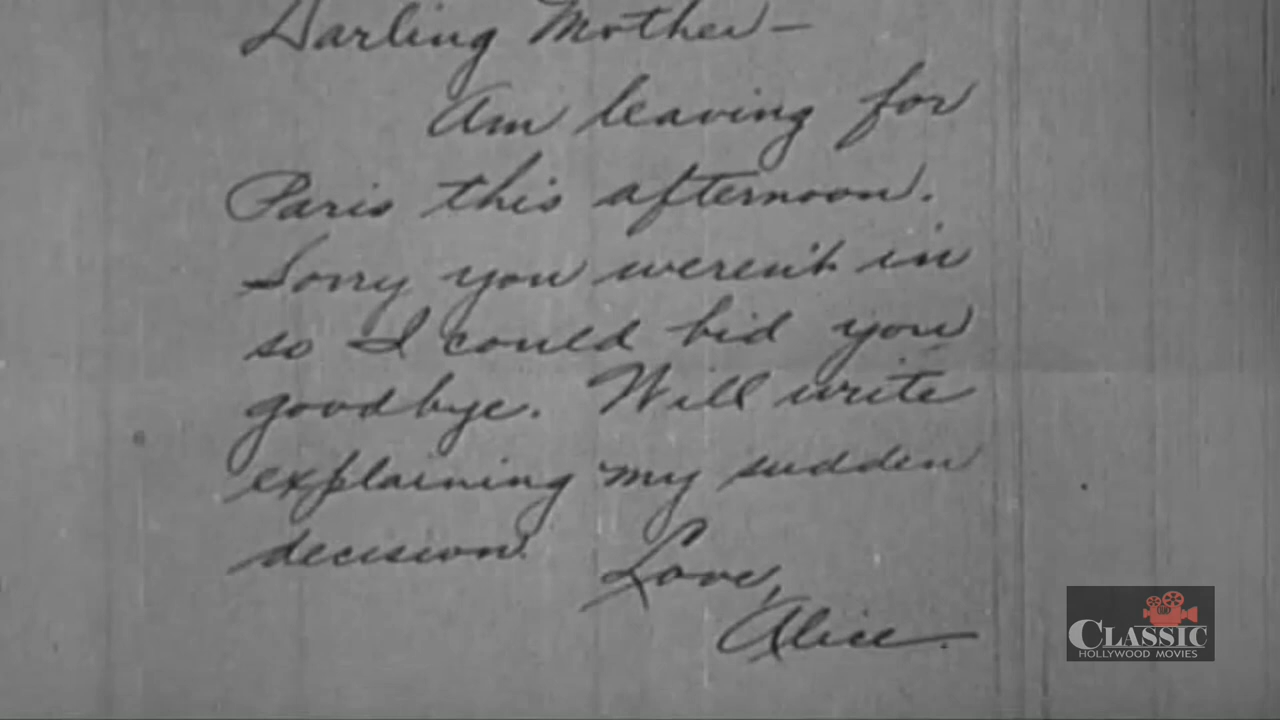 Darling Mother—
Am leaving for
Paris this afternoon.
Sorry you weren't in
so I could bid you
goodbye. Will write
explaining my sudden
decision.
Love,
Alice.
CLASSIC
HOLLYWOOD MOVIES